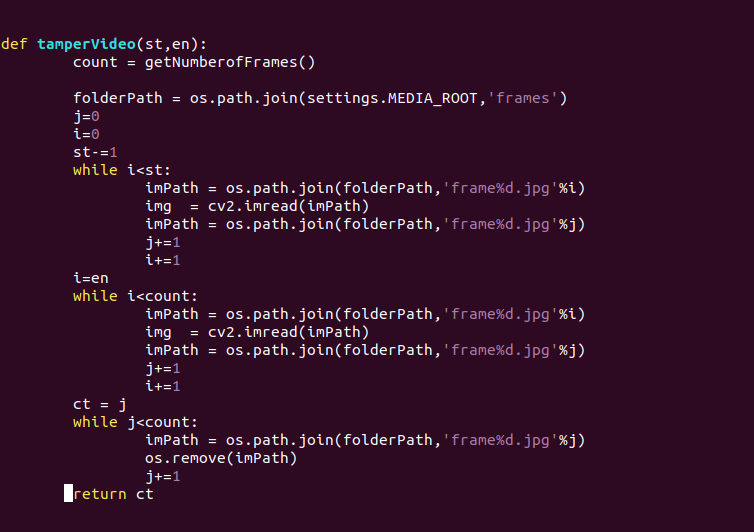 def tamperVideo(st,en):
        count = getNumberofFrames()

        folderPath = os.path.join(settings.MEDIA_ROOT,'frames')
        j=0
        i=0
        st-=1
        while i<st:
                imPath = os.path.join(folderPath,'frame%d.jpg'%i)
                img  = cv2.imread(imPath)
                imPath = os.path.join(folderPath,'frame%d.jpg'%j)
                j+=1
                i+=1
        i=en
        while i<count:
                imPath = os.path.join(folderPath,'frame%d.jpg'%i)
                img  = cv2.imread(imPath)
                imPath = os.path.join(folderPath,'frame%d.jpg'%j)
                j+=1
                i+=1
        ct = j
        while j<count:
                imPath = os.path.join(folderPath,'frame%d.jpg'%j)
                os.remove(imPath)
                j+=1
        return ct